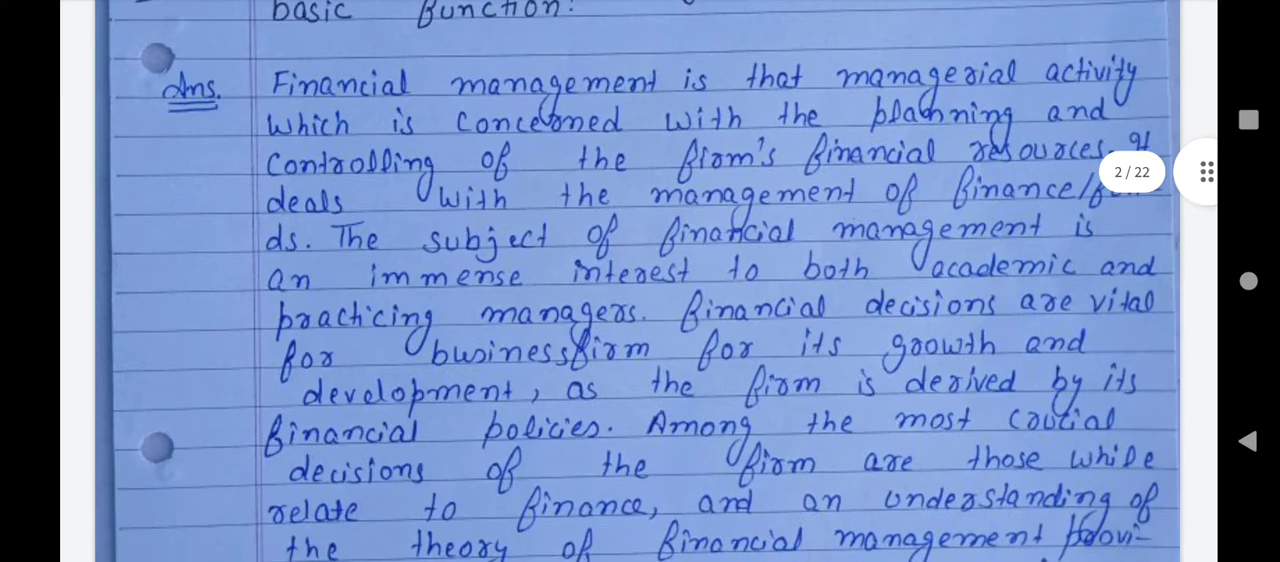 basic function.
Ans. Financial management is that managerial activity
which is concerned with the planning and
controlling of the firm's financial resources. It
deals with the management of finance/fun
ds. The subject of financial management is
an immense interest to both academic and
practicing managers. financial decisions are vital
for business firm for its growth and
development, as the firm is derived by its
financial policies. Among the most coucial
decisions of the firm are those while
relate to finance, and an understanding of
the theory of financial management provi-
2 / 22